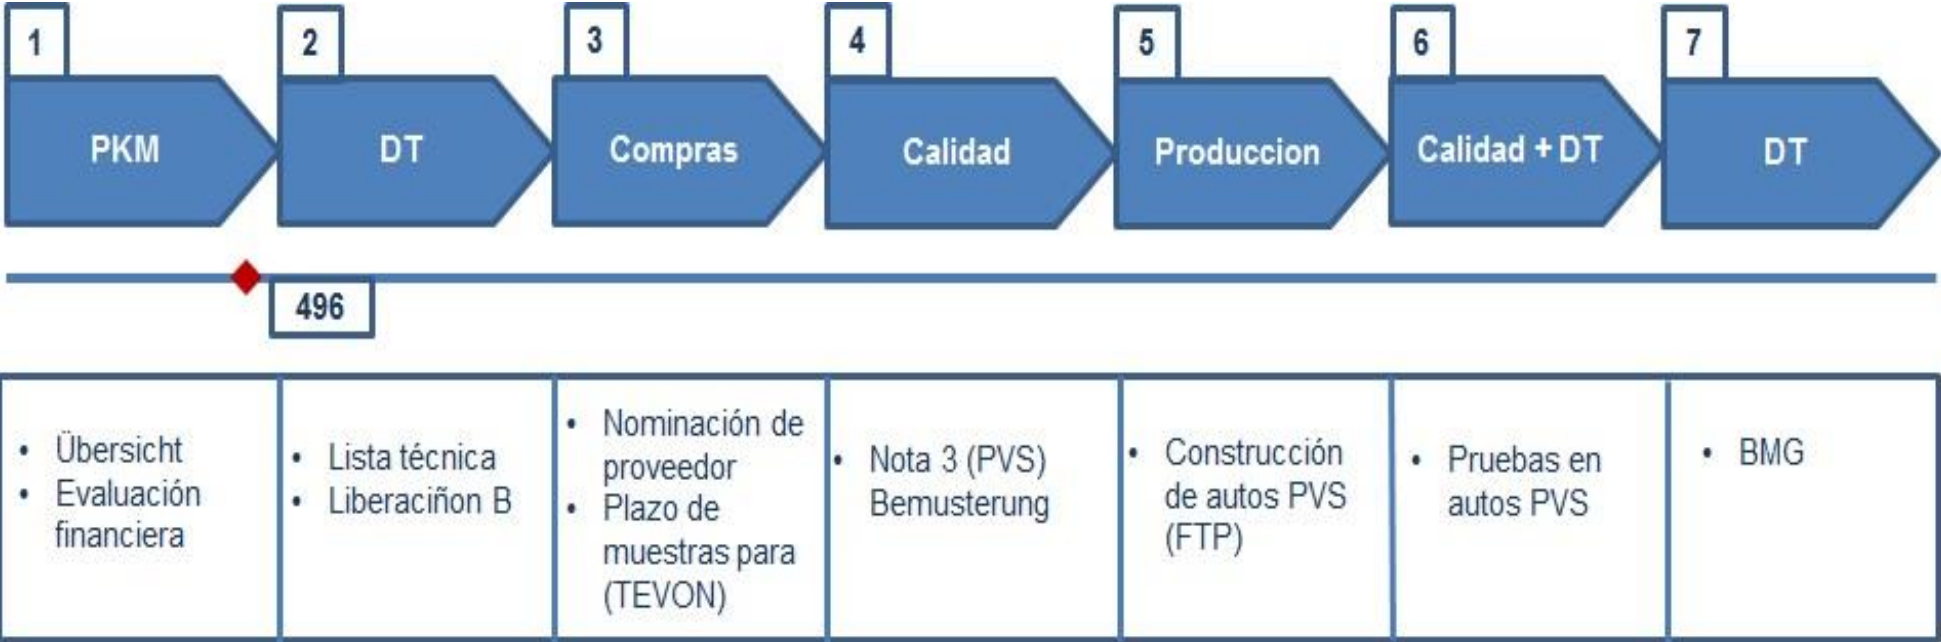 1
2
3
4
5
6
7
PKM
DT
Compras
Calidad
Produccion
Calidad + DT
DT
496
• Übersicht
• Evaluación
financiera
• Lista técnica
• Liberaciñon B
• Nominación de
proveedor
• Plazo de
muestras para
(TEVON)
• Nota 3 (PVS)
Bemusterung
• Construcción
de autos PVS
(FTP)
• Pruebas en
autos PVS
• BMG